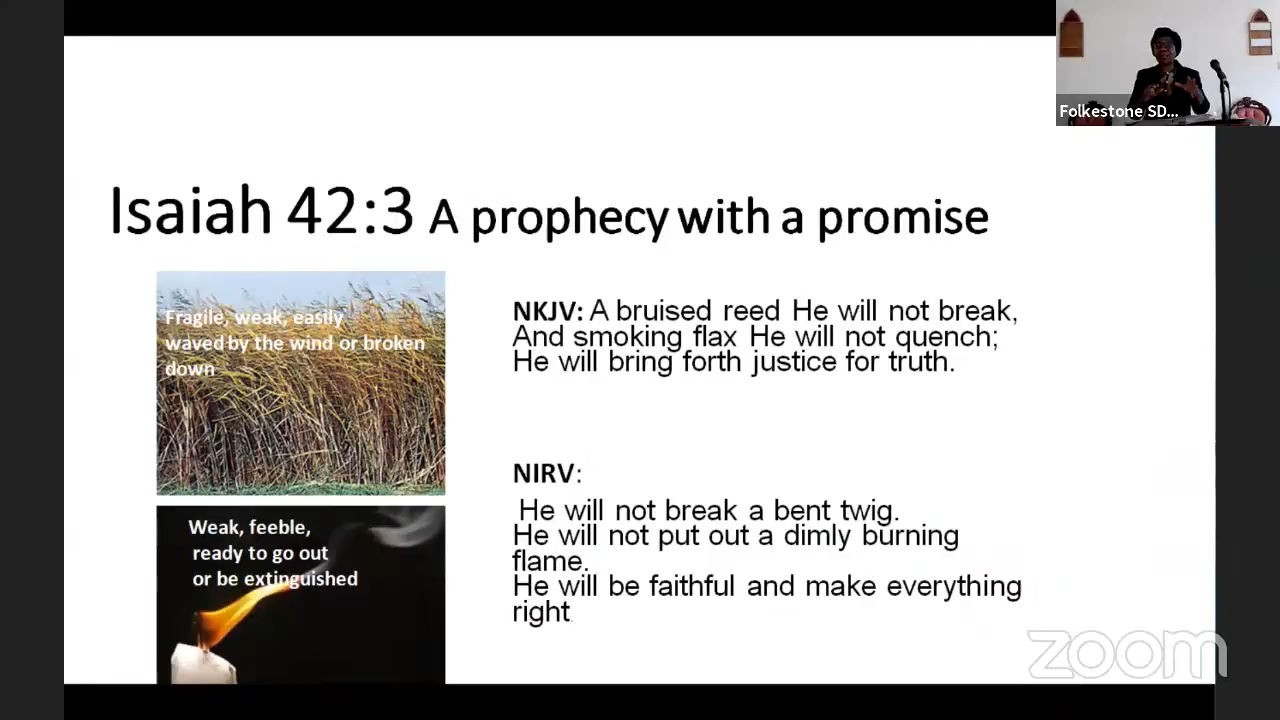 Folkestone SD...
Isaiah 42:3 A prophecy with a promise
Fragile, weak, easily
waved by the wind or broken
down
NKJV: A bruised reed He will not break,
And smoking flax He will not quench;
He will bring forth justice for truth.
NIRV:
He will not break a bent twig.
He will not put out a dimly burning
flame.
He will be faithful and make everything
right.
Weak, feeble,
ready to go out
or be extinguished
zoom